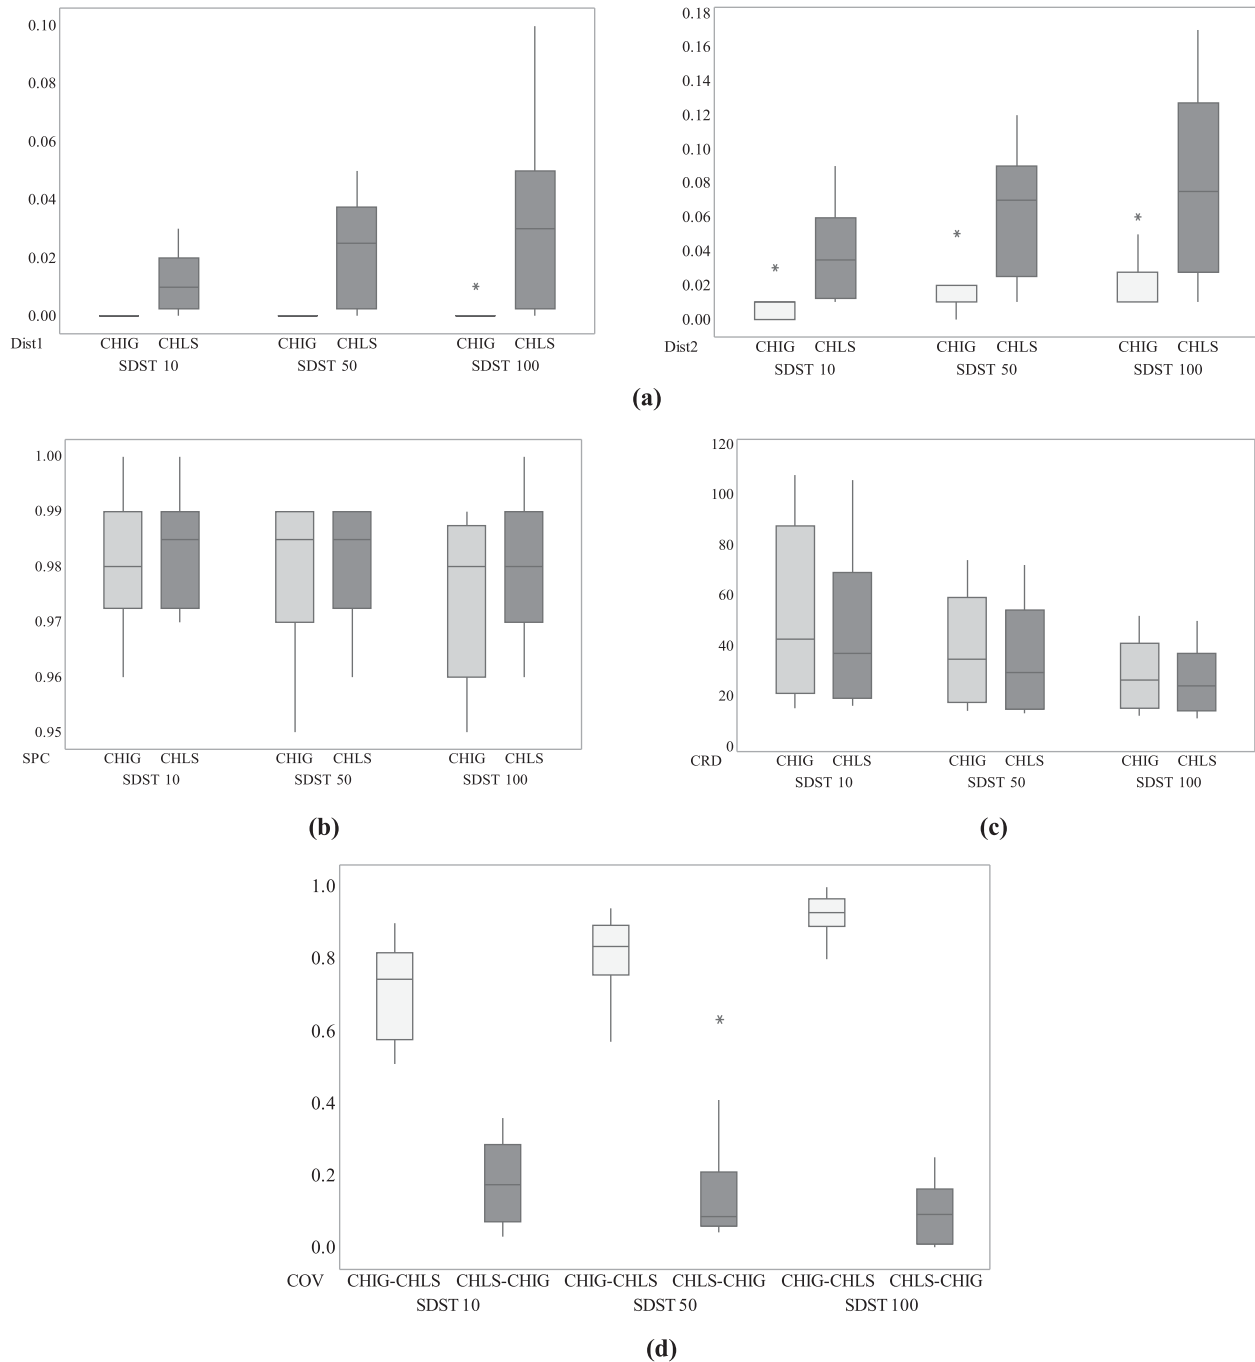 0.10
0.08
0.06
0.04
0.02
0.00
Dist1 CHIG CHLS CHIG CHLS CHIG CHLS
SDST 10 SDST 50 SDST 100
0.18
0.16
0.14
0.12
0.10
0.08
0.06
0.04
0.02
0.00
Dist2 CHIG CHLS CHIG CHLS CHIG CHLS
SDST 10 SDST 50 SDST 100
(a)
1.00
0.99
0.98
0.97
0.96
0.95
SPC CHIG CHLS CHIG CHLS CHIG CHLS
SDST 10 SDST 50 SDST 100
(b)
120
100
80
60
40
20
0
CRD CHIG CHLS CHIG CHLS CHIG CHLS
SDST 10 SDST 50 SDST 100
(c)
1.0
0.8
0.6
0.4
0.2
0.0
COV CHIG-CHLS CHLS-CHIG CHIG-CHLS CHLS-CHIG CHIG-CHLS CHLS-CHIG
SDST 10 SDST 50 SDST 100
(d)